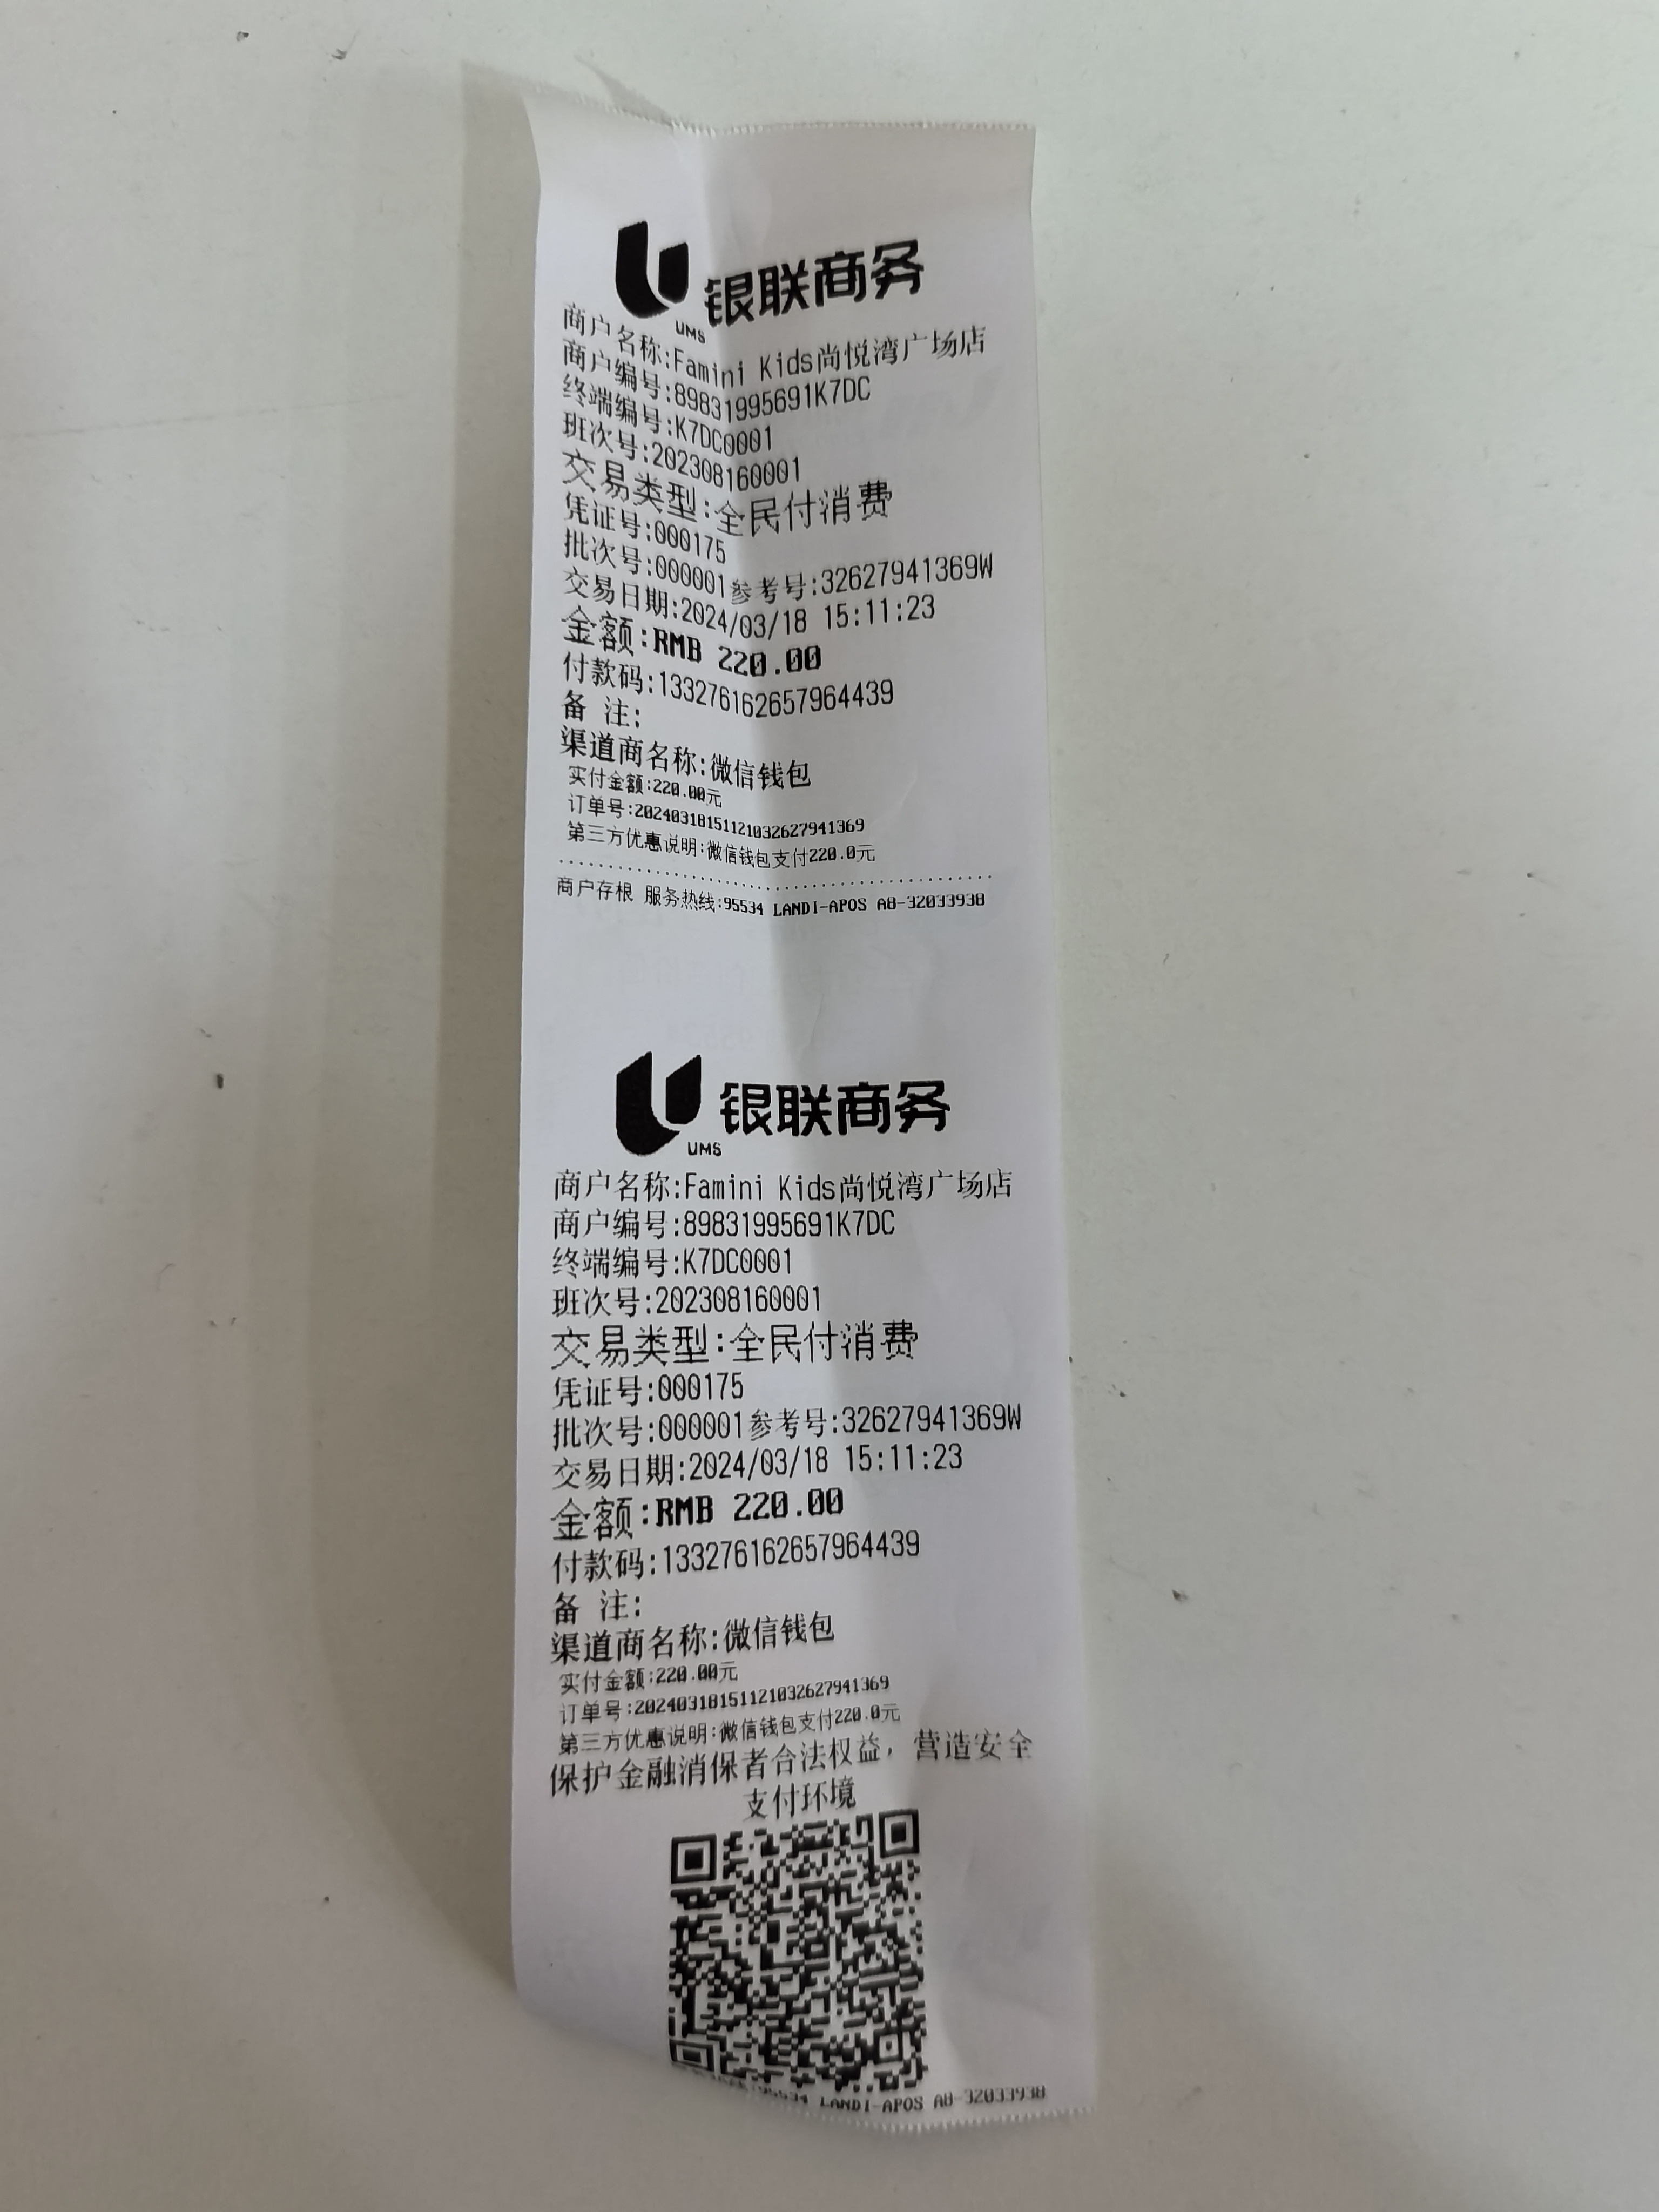 银联商务
UMS
商户名称:Famini Kids尚悦湾广场店
商户编号:89831995691K7DC
终端编号:K7DC0001
班次号:202308160001
交易类型:全民付消费
凭证号:000175
批次号:000001参考号:32627941369W
交易日期:2024/03/18 15:11:23
金额:RMB 220.00
付款码:133276162657964439
备 注:
渠道商名称:微信钱包
实付金额:220.00元
订单号:20240318151121032627941369
第三方优惠说明:微信钱包支付220.0元
商户存根 服务热线:95534 LANDI-APOS A8-32033938
银联商务
UMS
商户名称:Famini Kids尚悦湾广场店
商户编号:89831995691K7DC
终端编号:K7DC0001
班次号:202308160001
交易类型:全民付消费
凭证号:000175
批次号:000001参考号:32627941369W
交易日期:2024/03/18 15:11:23
金额:RMB 220.00
付款码:133276162657964439
备 注:
渠道商名称:微信钱包
实付金额:220.00元
订单号:20240318151121032627941369
第三方优惠说明:微信钱包支付220.0元
保护金融消保者合法权益，营造安全
支付环境
95534 LANDI-APOS A8-32033938